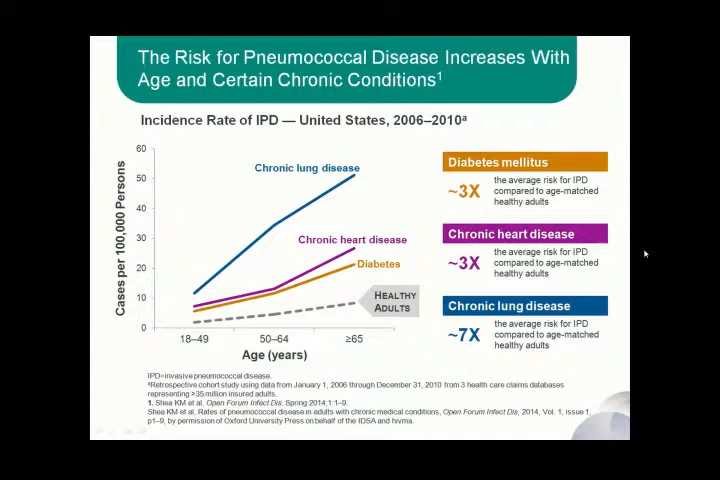 The Risk for Pneumococcal Disease Increases With
Age and Certain Chronic Conditions1
Incidence Rate of IPD — United States, 2006–2010a
Cases per 100,000 Persons
60
50
40
30
20
10
0
Chronic lung disease
Chronic heart disease
Diabetes
HEALTHY
ADULTS
18–49
50–64
≥65
Age (years)
Diabetes mellitus
~3X
the average risk for IPD
compared to age-matched
healthy adults
Chronic heart disease
~3X
the average risk for IPD
compared to age-matched
healthy adults
Chronic lung disease
~7X
the average risk for IPD
compared to age-matched
healthy adults
IPD=invasive pneumococcal disease.
aRetrospective cohort study using data from January 1, 2006 through December 31, 2010 from 3 health care claims databases
representing >35 million insured adults.
1. Shea KM et al. Open Forum Infect Dis. Spring 2014;1:1–9.
Shea KM et al, Rates of pneumococcal disease in adults with chronic medical conditions, Open Forum Infect Dis, 2014, Vol. 1, issue 1,
p1–9, by permission of Oxford University Press on behalf of the IDSA and hivma.